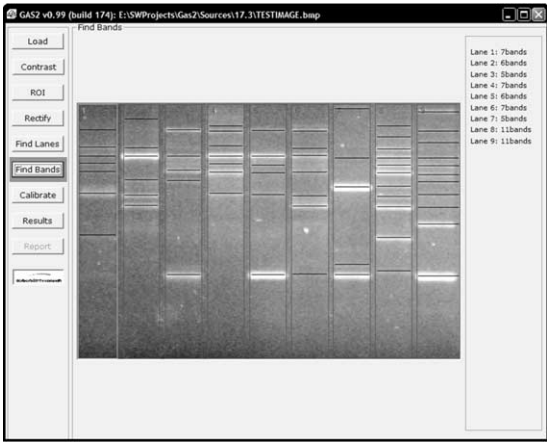 GAS2 v0.99 (build 174): E:\SWProjects\Gas2\Sources\17.3\TESTIMAGE.bmp
Find Bands
Load
Contrast
ROI
Rectify
Find Lanes
Find Bands
Calibrate
Results
Report
Lane 1: 7bands
Lane 2: 6bands
Lane 3: 5bands
Lane 4: 7bands
Lane 5: 6bands
Lane 6: 7bands
Lane 7: 5bands
Lane 8: 11bands
Lane 9: 11bands